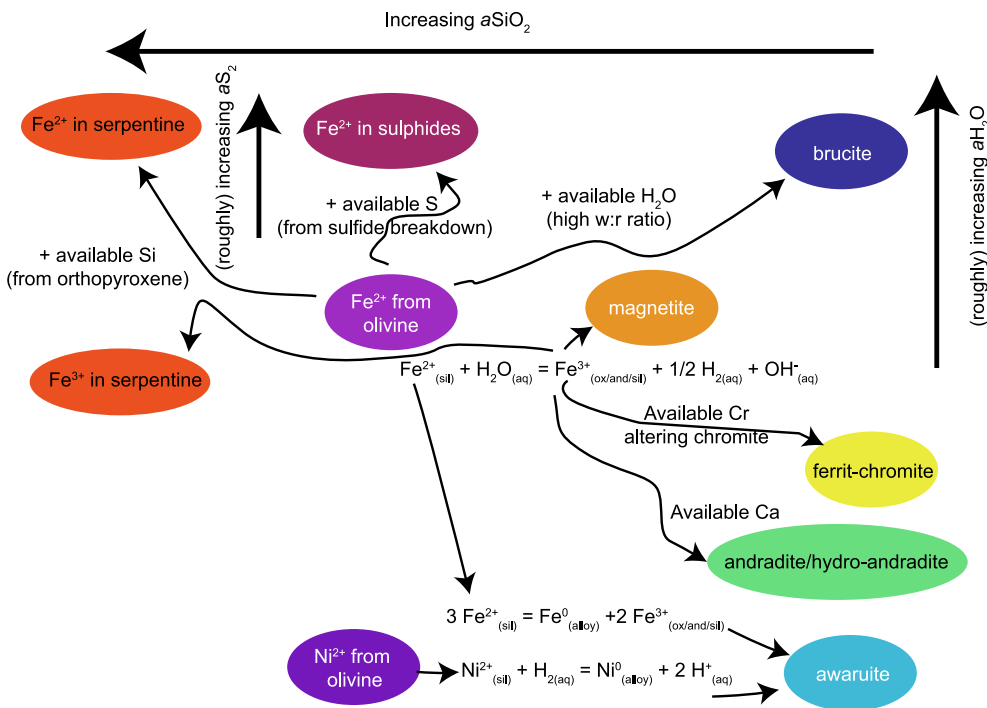 Increasing aSiO₂
(roughly) increasing aS₂
(roughly) increasing aH₂O
Fe²⁺ in serpentine
Fe²⁺ in sulphides
brucite
+ available S
(from sulfide breakdown)
+ available H₂O
(high w:r ratio)
+ available Si
(from orthopyroxene)
Fe²⁺ from
olivine
magnetite
Fe³⁺ in serpentine
Fe²⁺(sil) + H₂O(aq) = Fe³⁺(ox/and/sil) + 1/2 H₂(aq) + OH⁻(aq)
Available Cr
altering chromite
ferrit-chromite
Available Ca
andradite/hydro-andradite
3 Fe²⁺(sil) = Fe⁰(alloy) +2 Fe³⁺(ox/and/sil)
Ni²⁺ from
olivine
Ni²⁺(sil) + H₂(aq) = Ni⁰(alloy) + 2 H⁺(aq)
awaruite